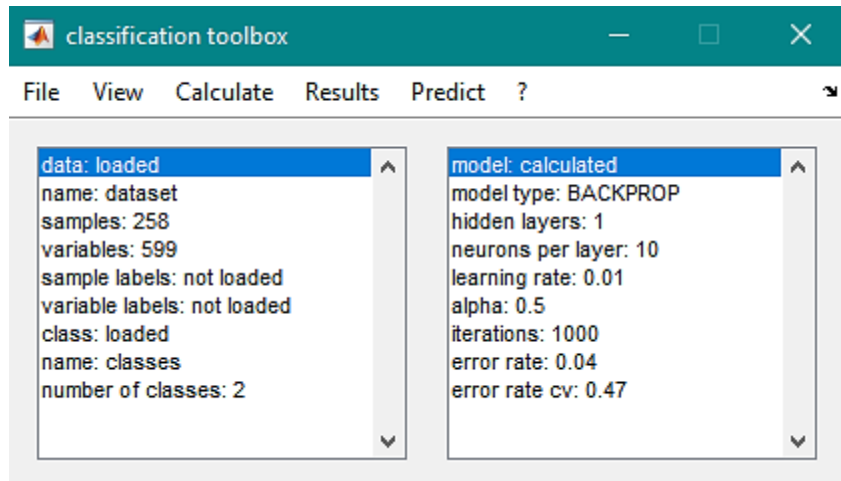 classification toolbox
File View Calculate Results Predict ?
data: loaded
name: dataset
samples: 258
variables: 599
sample labels: not loaded
variable labels: not loaded
class: loaded
name: classes
number of classes: 2
model: calculated
model type: BACKPROP
hidden layers: 1
neurons per layer: 10
learning rate: 0.01
alpha: 0.5
iterations: 1000
error rate: 0.04
error rate cv: 0.47